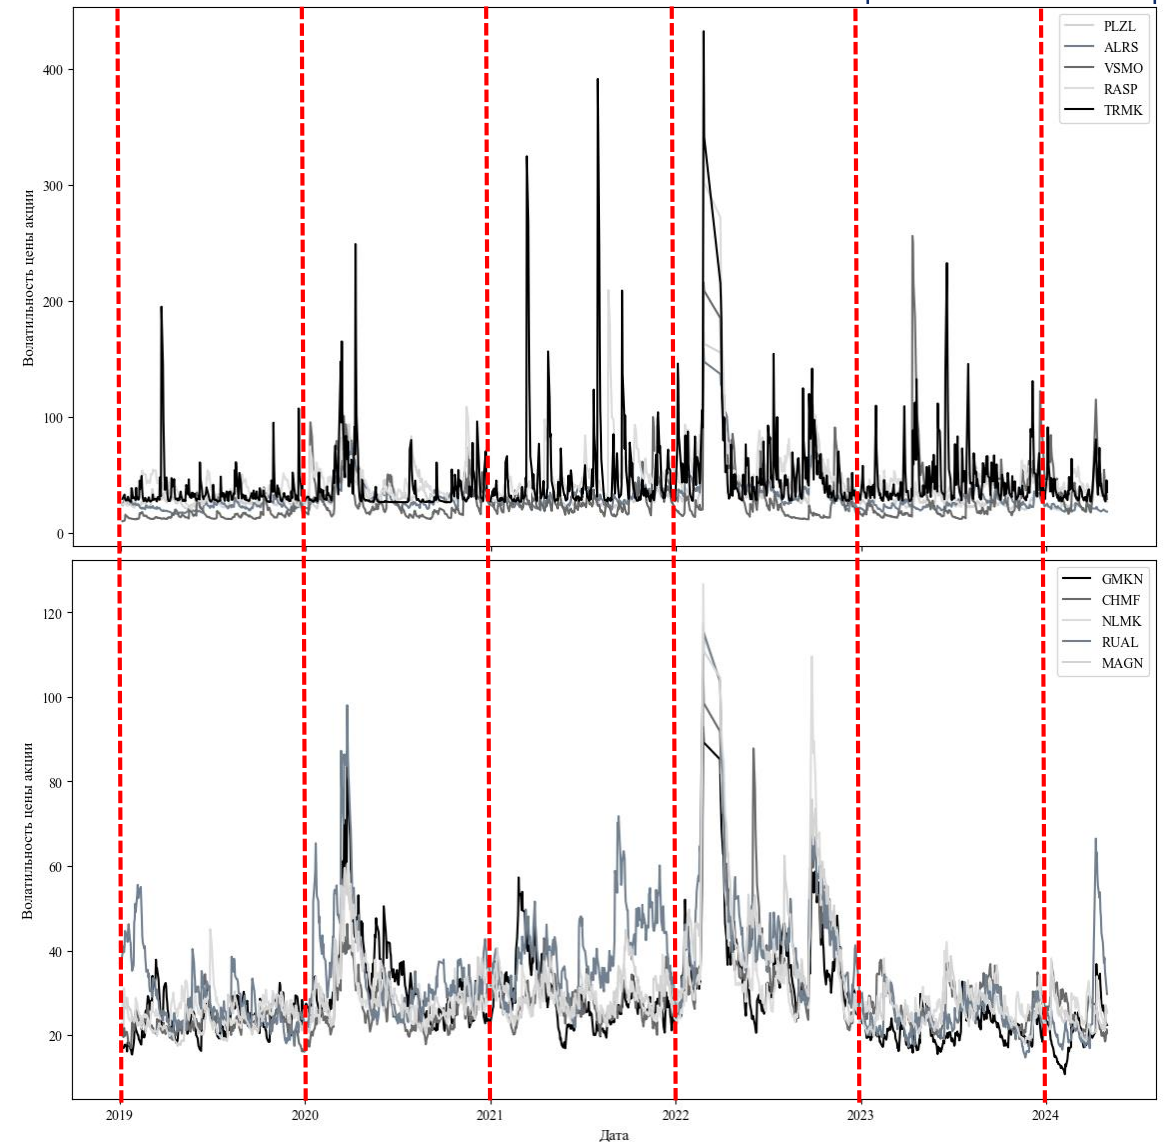 PLZL
ALRS
VSMO
RASP
TRMK
400
300
200
100
0
Волатильность цены акции
GMKN
CHMF
NLMK
RUAL
MAGN
120
100
80
60
40
20
Волатильность цены акции
2019 2020 2021 2022 2023 2024
Дата